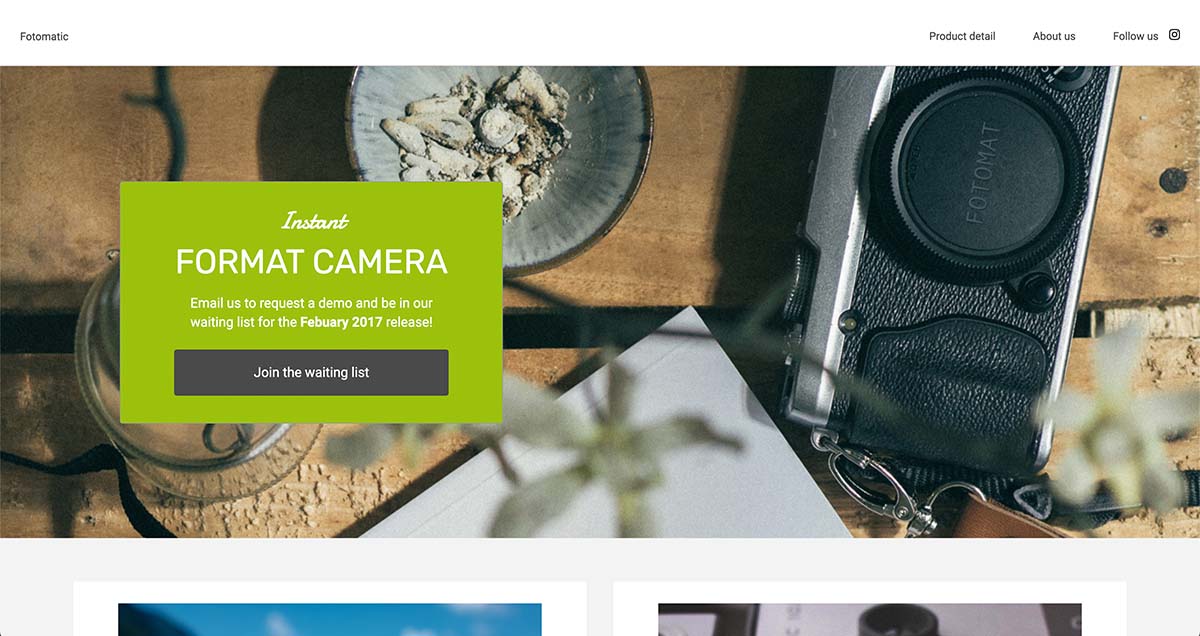 Fotomatic
Product detail
About us
Follow us
Instant
FORMAT CAMERA
Email us to request a demo and be in our
waiting list for the Febuary 2017 release!
Join the waiting list
FOTOMAT